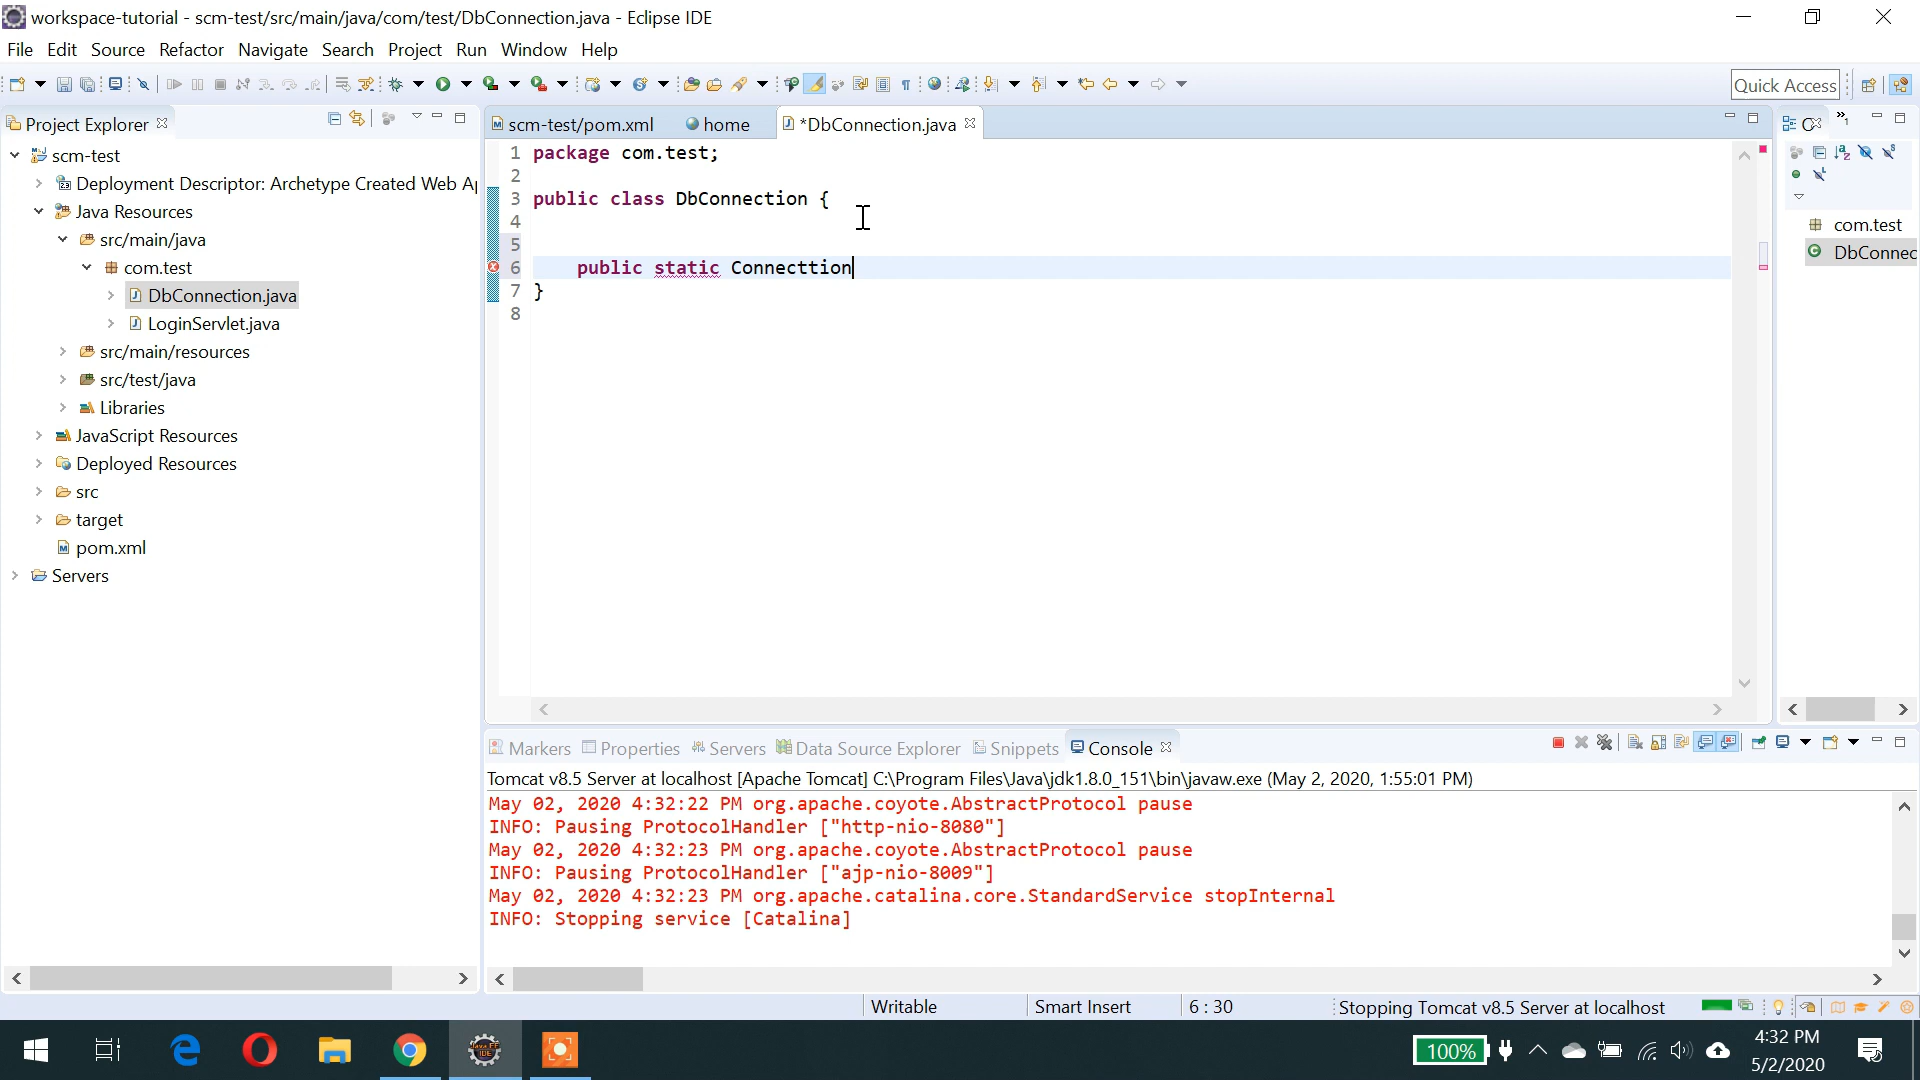 workspace-tutorial - scm-test/src/main/java/com/test/DbConnection.java - Eclipse IDE
File Edit Source Refactor Navigate Search Project Run Window Help
Quick Access
Project Explorer
scm-test
Deployment Descriptor: Archetype Created Web A
Java Resources
src/main/java
com.test
DbConnection.java
LoginServlet.java
src/main/resources
src/test/java
Libraries
JavaScript Resources
Deployed Resources
src
target
pom.xml
Servers
scm-test/pom.xml home *DbConnection.java
1 package com.test;
2
3 public class DbConnection {
4
5
6 public static Connecttion
7 }
8
com.test
DbConnec
Markers Properties Servers Data Source Explorer Snippets Console
Tomcat v8.5 Server at localhost [Apache Tomcat] C:\Program Files\Java\jdk1.8.0_151\bin\javaw.exe (May 2, 2020, 1:55:01 PM)
May 02, 2020 4:32:22 PM org.apache.coyote.AbstractProtocol pause
INFO: Pausing ProtocolHandler ["http-nio-8080"]
May 02, 2020 4:32:23 PM org.apache.coyote.AbstractProtocol pause
INFO: Pausing ProtocolHandler ["ajp-nio-8009"]
May 02, 2020 4:32:23 PM org.apache.catalina.core.StandardService stopInternal
INFO: Stopping service [Catalina]
Writable Smart Insert 6 : 30 Stopping Tomcat v8.5 Server at localhost
Java EE
IDE
100%
4:32 PM
5/2/2020